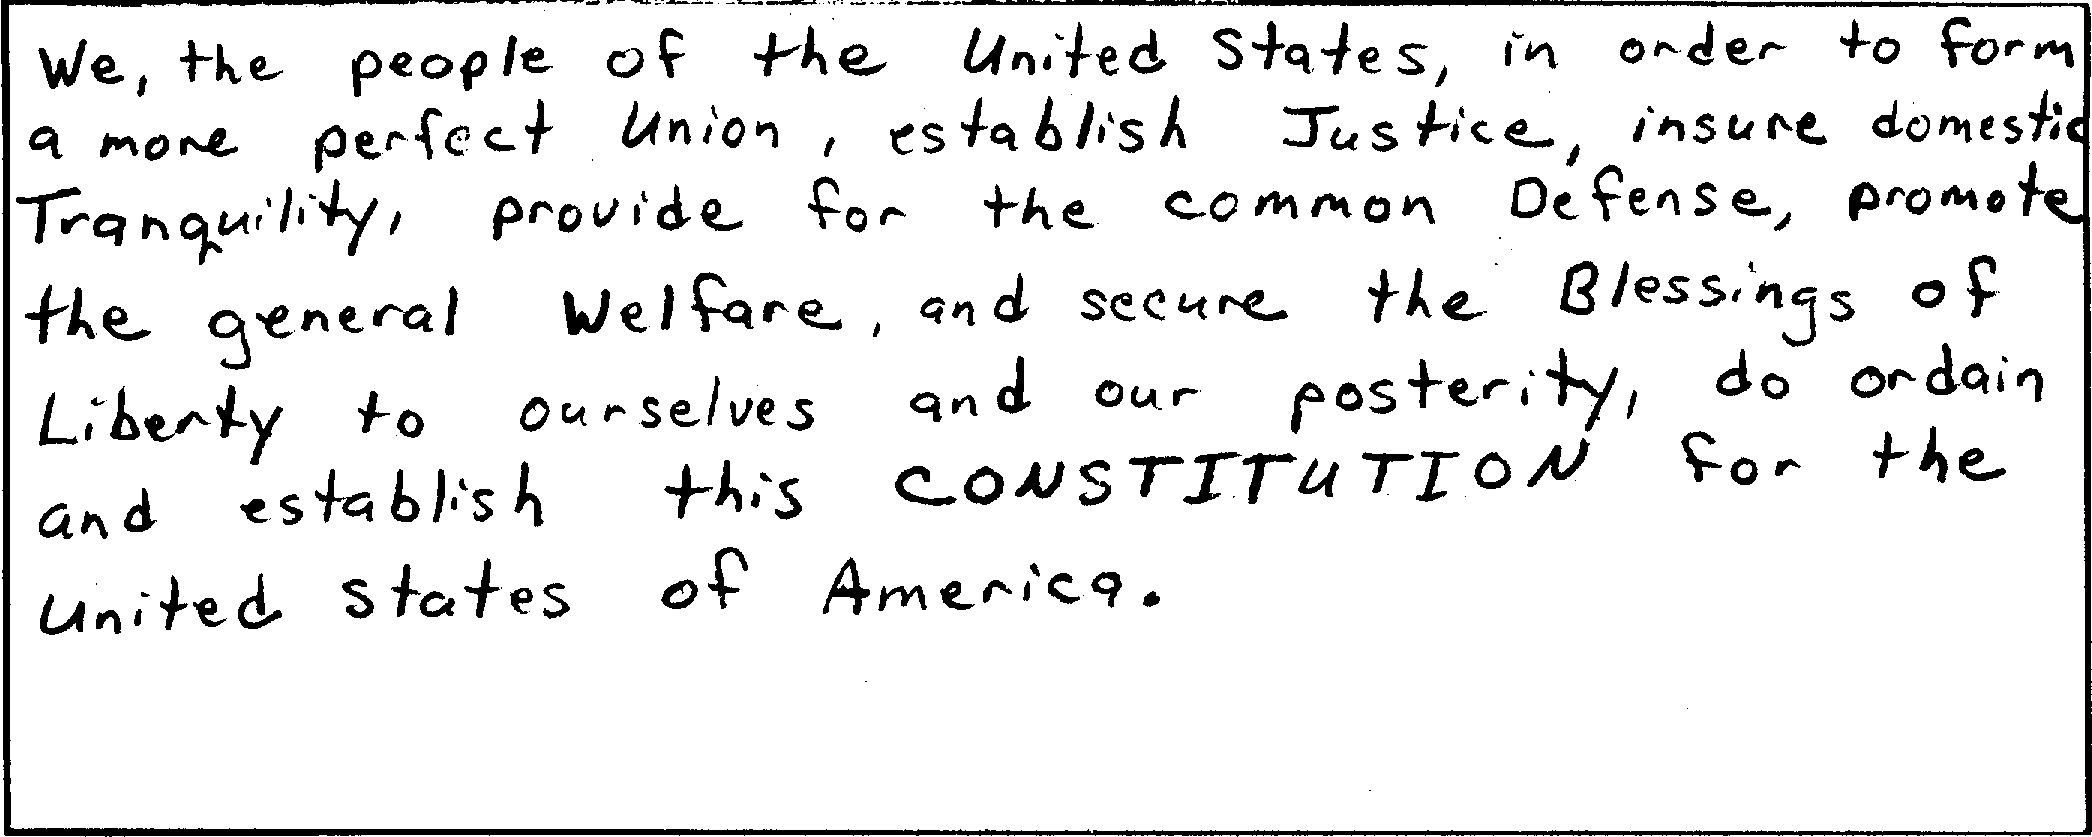 We, the people of the United States, in order to form
a more perfect Union, establish Justice, insure domestic
Tranquility, provide for the common Defense, promote
the general Welfare, and secure the Blessings of
Liberty to ourselves and our posterity, do ordain
and establish this CONSTITUTION for the
United States of America.